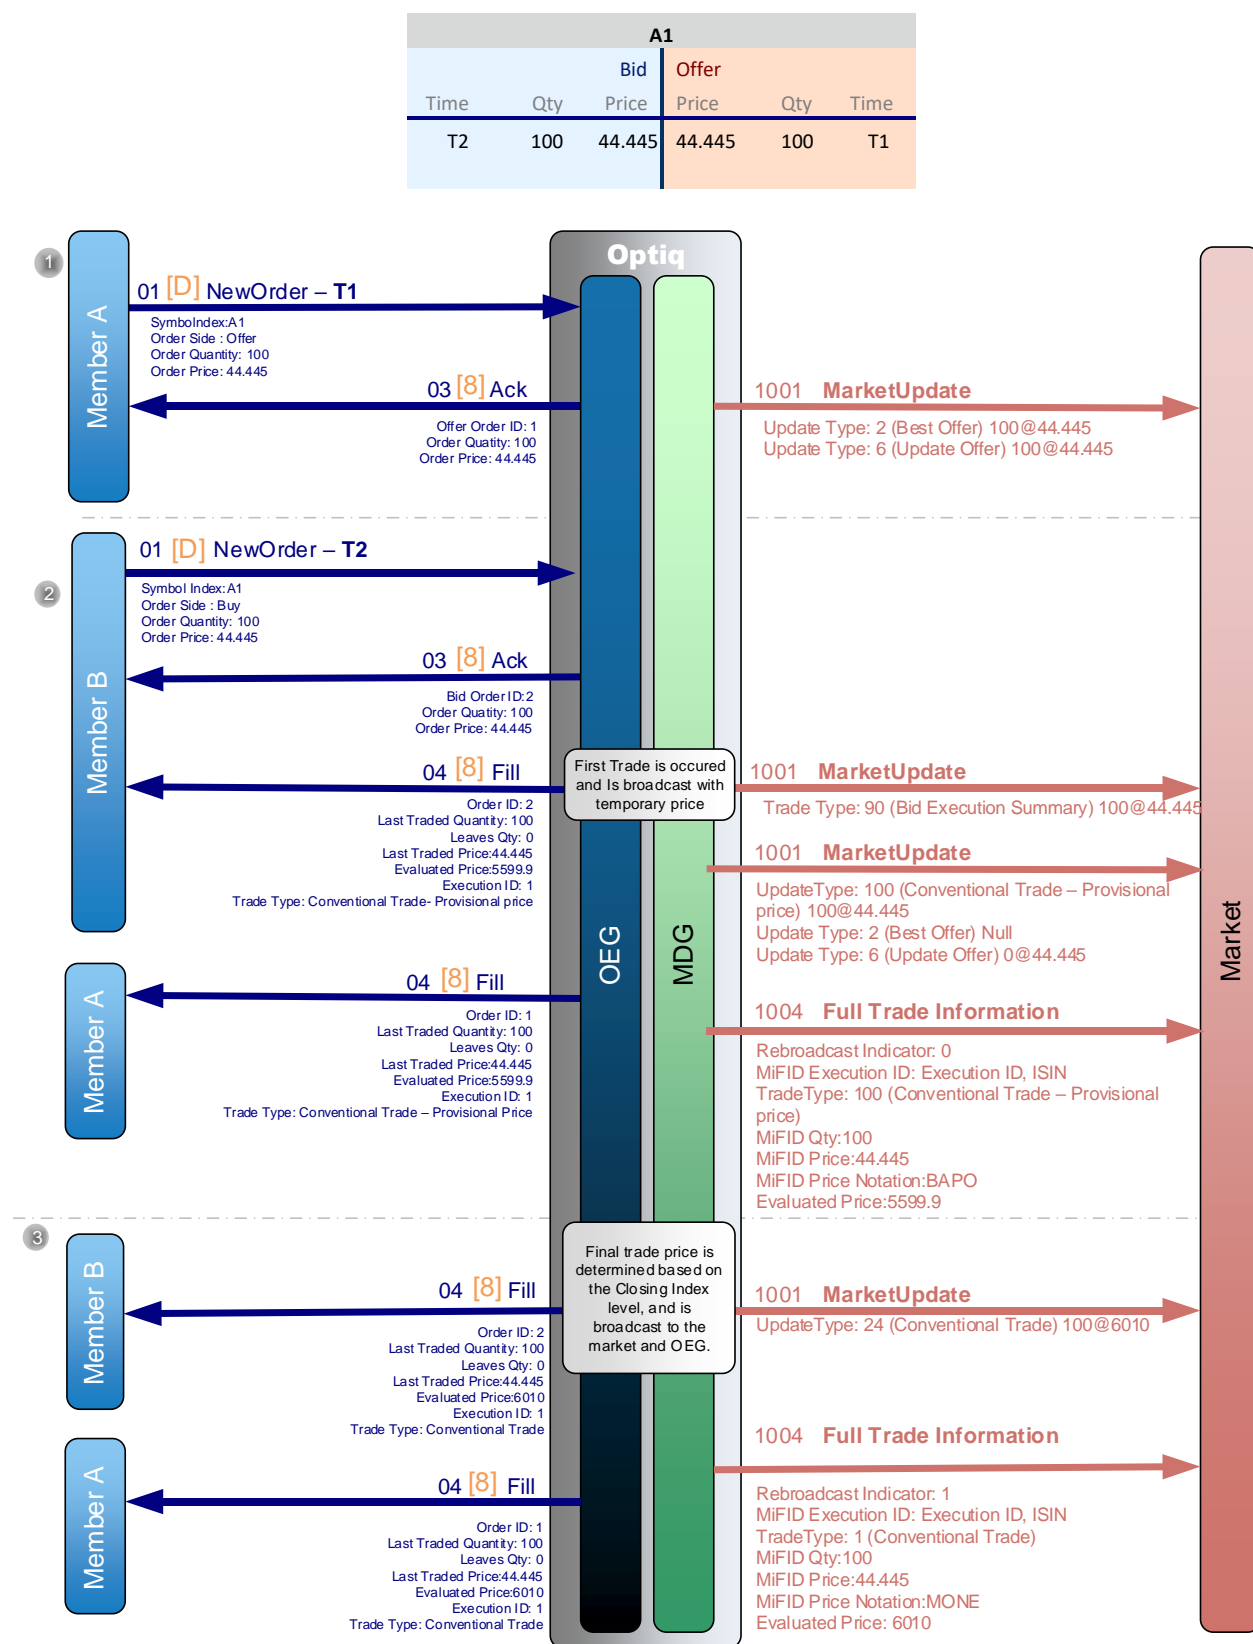 A1
Bid Offer
Time Qty Price Price Qty Time
T2 100 44.445 44.445 100 T1
Optiq
1
Member A
01 [D] NewOrder – T1
SymbolIndex:A1
Order Side : Offer
Order Quantity: 100
Order Price: 44.445
03 [8] Ack
Offer Order ID: 1
Order Quatity: 100
Order Price: 44.445
1001 MarketUpdate
Update Type: 2 (Best Offer) 100@44.445
Update Type: 6 (Update Offer) 100@44.445
2
Member B
01 [D] NewOrder – T2
Symbol Index:A1
Order Side : Buy
Order Quantity: 100
Order Price: 44.445
03 [8] Ack
Bid Order ID:2
Order Quatity: 100
Order Price: 44.445
04 [8] Fill
Order ID: 2
Last Traded Quantity: 100
Leaves Qty: 0
Last Traded Price:44.445
Evaluated Price:5599.9
Execution ID: 1
Trade Type: Conventional Trade- Provisional price
First Trade is occured
and Is broadcast with
temporary price
1001 MarketUpdate
Trade Type: 90 (Bid Execution Summary) 100@44.445
1001 MarketUpdate
UpdateType: 100 (Conventional Trade – Provisional
price) 100@44.445
Update Type: 2 (Best Offer) Null
Update Type: 6 (Update Offer) 0@44.445
OEG
MDG
Market
Member A
04 [8] Fill
Order ID: 1
Last Traded Quantity: 100
Leaves Qty: 0
Last Traded Price:44.445
Evaluated Price:5599.9
Execution ID: 1
Trade Type: Conventional Trade – Provisional Price
1004 Full Trade Information
Rebroadcast Indicator: 0
MiFID Execution ID: Execution ID, ISIN
TradeType: 100 (Conventional Trade – Provisional
price)
MiFID Qty:100
MiFID Price:44.445
MiFID Price Notation:BAPO
Evaluated Price:5599.9
3
Member B
04 [8] Fill
Order ID: 2
Last Traded Quantity: 100
Leaves Qty: 0
Last Traded Price:44.445
Evaluated Price:6010
Execution ID: 1
Trade Type: Conventional Trade
Final trade price is
determined based on
the Closing Index
level, and is
broadcast to the
market and OEG.
1001 MarketUpdate
UpdateType: 24 (Conventional Trade) 100@6010
Member A
04 [8] Fill
Order ID: 1
Last Traded Quantity: 100
Leaves Qty: 0
Last Traded Price:44.445
Evaluated Price:6010
Execution ID: 1
Trade Type: Conventional Trade
1004 Full Trade Information
Rebroadcast Indicator: 1
MiFID Execution ID: Execution ID, ISIN
TradeType: 1 (Conventional Trade)
MiFID Qty:100
MiFID Price:44.445
MiFID Price Notation:MONE
Evaluated Price: 6010